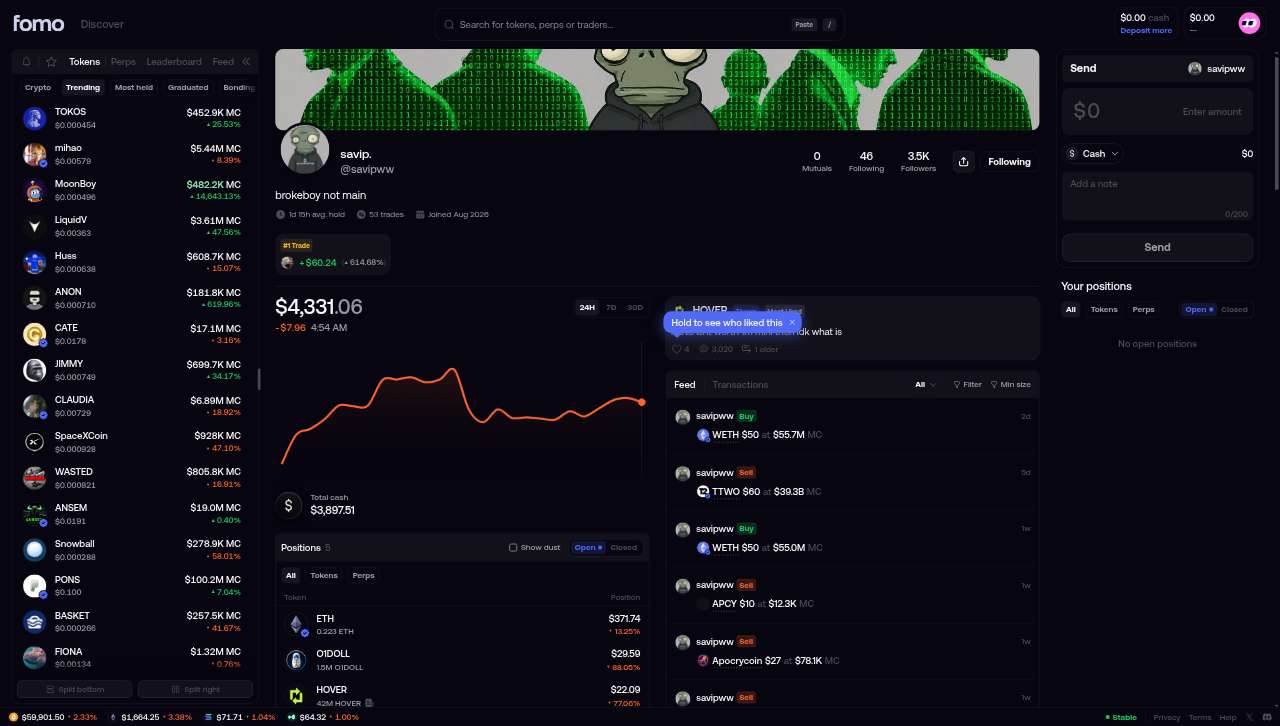 fomo
Discover
Search for tokens, perps or traders...
Paste
/
$0.00 cash
Deposit more
$0.00
—
Tokens Perps Leaderboard Feed
Crypto Trending Most held Graduated Bonding
TOKOS $452.9K MC
$0.000454 25.53%
mihao $5.44M MC
$0.00579 8.39%
MoonBoy $482.2K MC
$0.000496 14,643.13%
LiquidV $3.61M MC
$0.00363 47.56%
Huss $608.7K MC
$0.000638 15.07%
ANON $181.8K MC
$0.000710 619.96%
CATE $17.1M MC
$0.0178 3.16%
JIMMY $699.7K MC
$0.000749 34.17%
CLAUDIA $6.89M MC
$0.00729 18.92%
SpaceXCoin $928K MC
$0.000928 47.10%
WASTED $805.8K MC
$0.000821 16.91%
ANSEM $19.0M MC
$0.0191 0.40%
Snowball $278.9K MC
$0.000288 58.01%
PONS $100.2M MC
$0.100 7.04%
BASKET $257.5K MC
$0.000266 41.67%
FIONA $1.32M MC
$0.00134 0.76%
Split bottom Split right
savip.
@savipww
0 46 3.5K
Mutuals Following Followers
Following
brokeboy not main
1d 15h avg. hold 53 trades Joined Aug 2026
#1 Trade
+$60.24 614.68%
$4,331.06
24H 7D 30D
-$7.96 4:54 AM
Total cash
$3,897.51
Positions 5
Show dust Open Closed
All Tokens Perps
Token Position
ETH $371.74
0.223 ETH 13.25%
O1DOLL $29.59
1.5M O1DOLL 88.05%
HOVER $22.09
42M HOVER 77.06%
HOVER
Hold to see who liked this ×
idk what is
4 3,020 1 older
Feed Transactions
All Filter Min size
savipww Buy 2d
WETH $50 at $55.7M MC
savipww Sell 5d
TTWO $60 at $39.3B MC
savipww Buy 1w
WETH $50 at $55.0M MC
savipww Sell 1w
APCY $10 at $12.3K MC
savipww Sell 1w
Apocrycoin $27 at $78.1K MC
savipww Sell 1w
Send savipww
$0 Enter amount
Cash $0
Add a note
0/200
Send
Your positions
All Tokens Perps Open Closed
No open positions
$59,901.50 2.33% $1,664.25 3.38% $71.71 1.04% $64.32 1.00%
Stable Privacy Terms Help